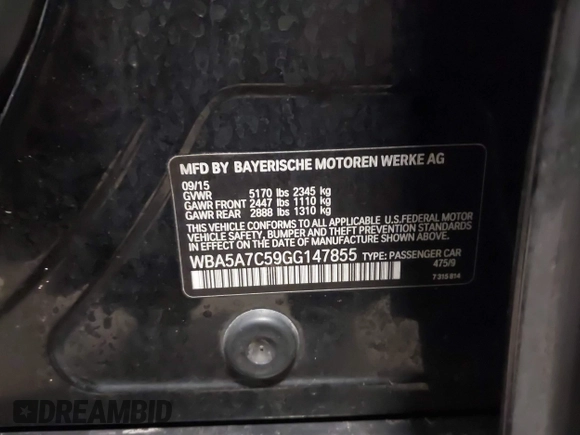 MFD BY BAYERISCHE MOTOREN WERKE AG
09/15
GVWR 5170 lbs 2345 kg
GAWR FRONT 2447 lbs 1110 kg
GAWR REAR 2888 lbs 1310 kg
THIS VEHICLE CONFORMS TO ALL APPLICABLE U.S.FEDERAL MOTOR
VEHICLE SAFETY, BUMPER, AND THEFT PREVENTION STANDARDS
IN EFFECT ON THE DATE OF MANUFACTURE SHOWN ABOVE.
WBA5A7C59GG147855 TYPE: PASSENGER CAR
475/9
7 315 814
DREAMBID